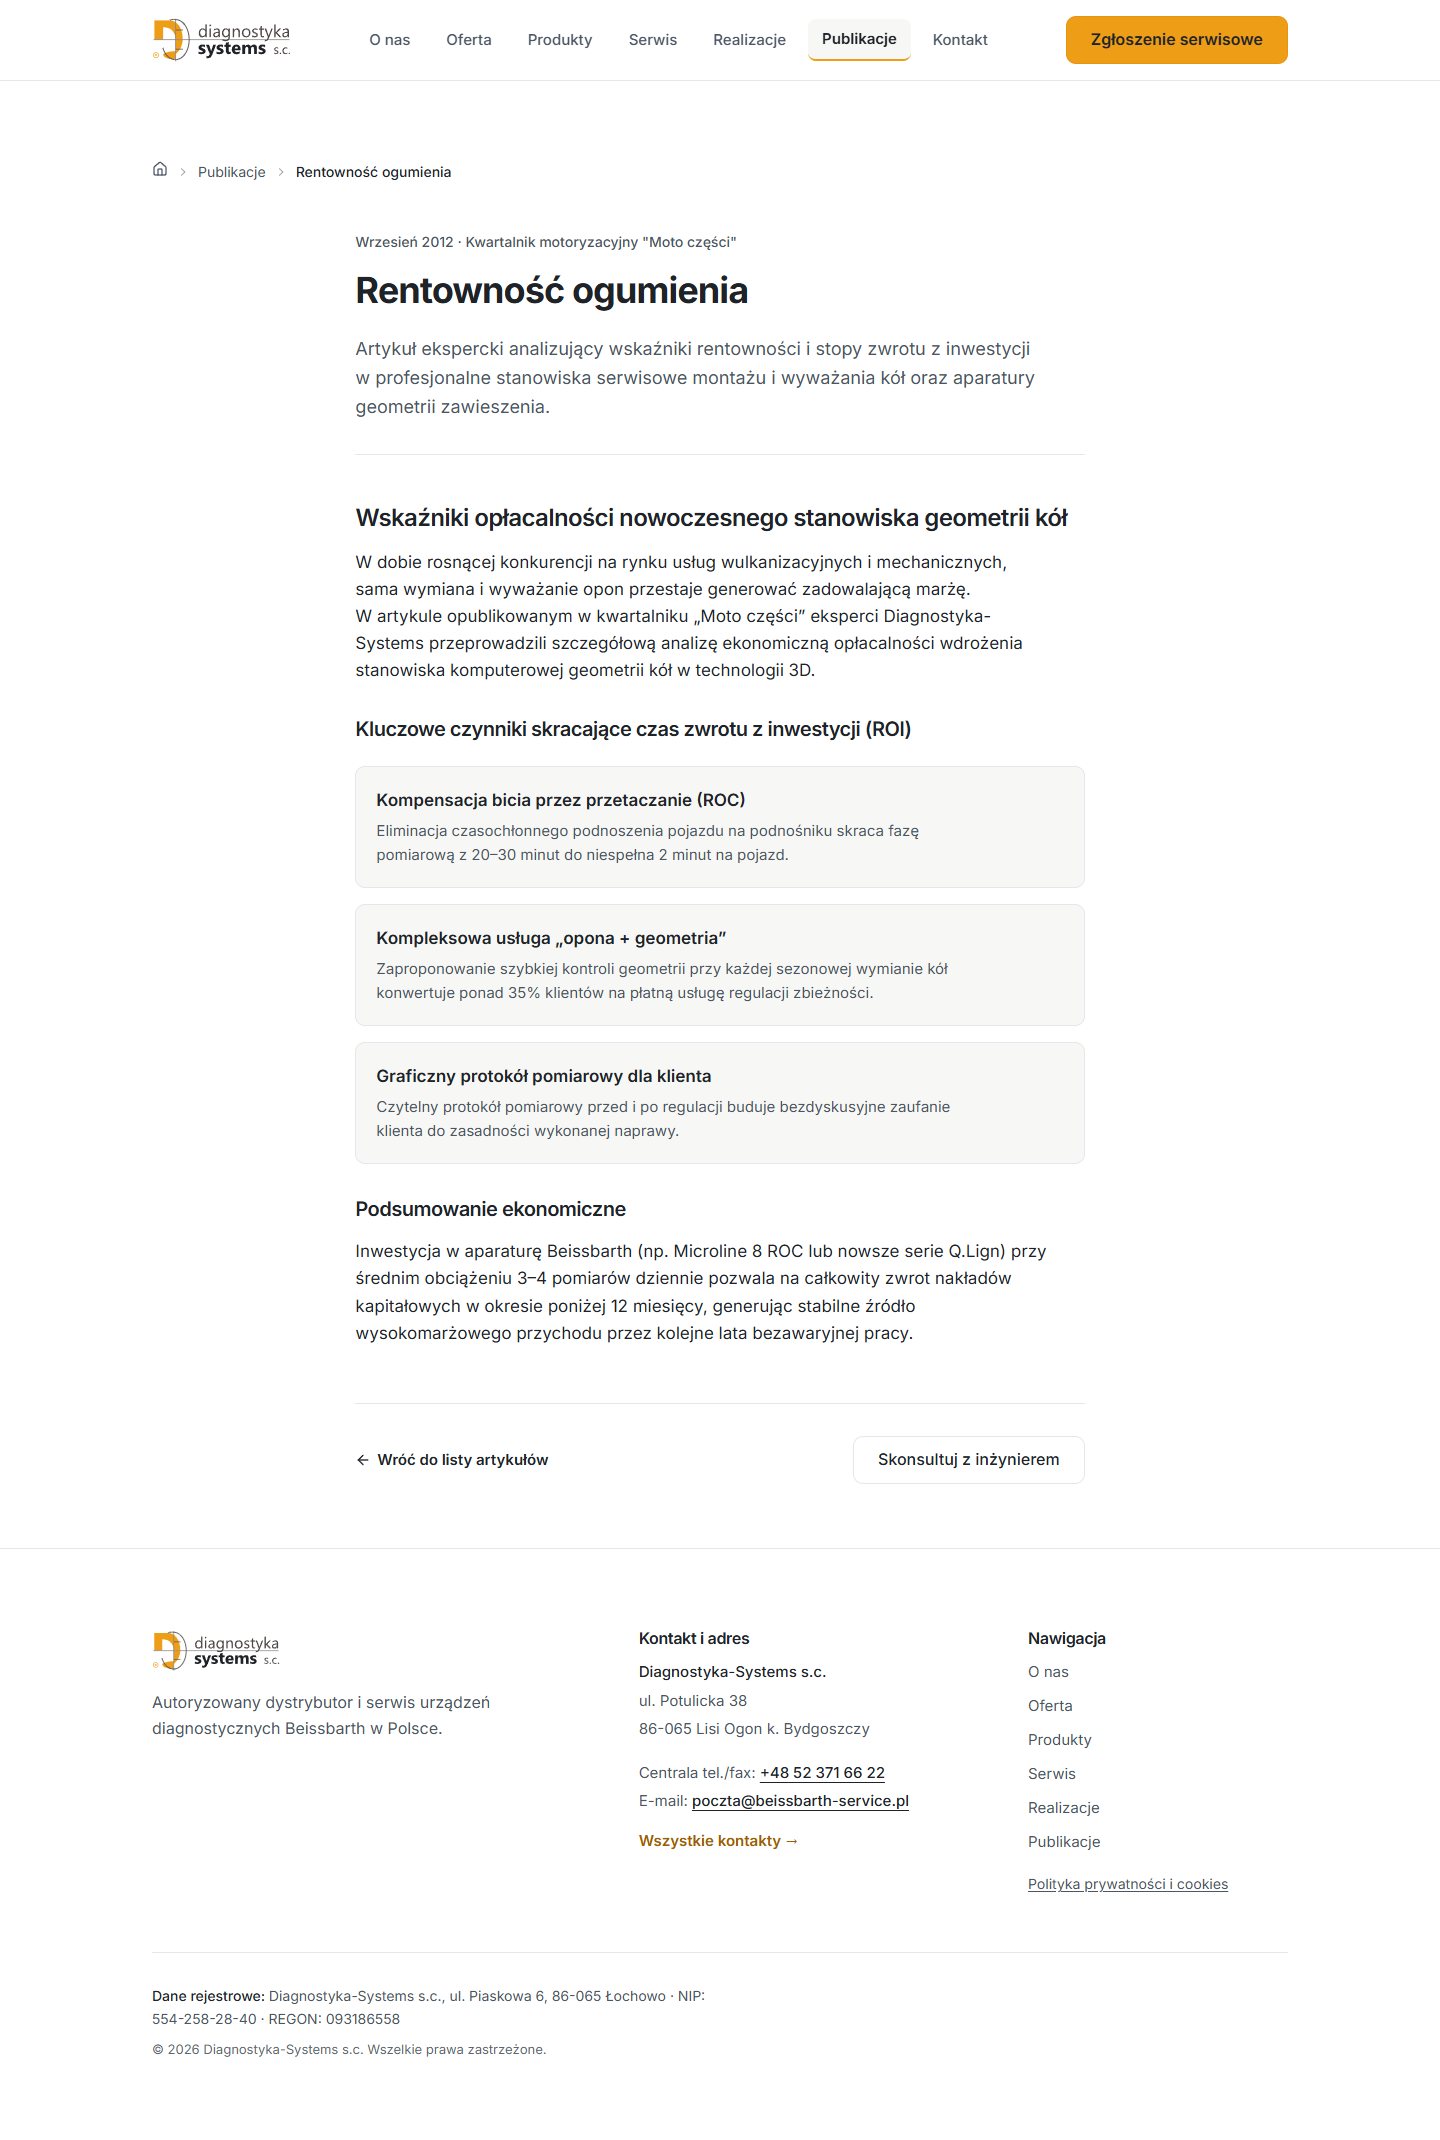 diagnostyka
systems s.c.
O nas
Oferta
Produkty
Serwis
Realizacje
Publikacje
Kontakt
Zgłoszenie serwisowe
Publikacje
Rentowność ogumienia
Wrzesień 2012 · Kwartalnik motoryzacyjny "Moto części"
Rentowność ogumienia
Artykuł ekspercki analizujący wskaźniki rentowności i stopy zwrotu z inwestycji
w profesjonalne stanowiska serwisowe montażu i wyważania kół oraz aparatury
geometrii zawieszenia.
Wskaźniki opłacalności nowoczesnego stanowiska geometrii kół
W dobie rosnącej konkurencji na rynku usług wulkanizacyjnych i mechanicznych,
sama wymiana i wyważanie opon przestaje generować zadowalającą marżę.
W artykule opublikowanym w kwartalniku „Moto części” eksperci Diagnostyka-
Systems przeprowadzili szczegółową analizę ekonomiczną opłacalności wdrożenia
stanowiska komputerowej geometrii kół w technologii 3D.
Kluczowe czynniki skracające czas zwrotu z inwestycji (ROI)
Kompensacja bicia przez przetaczanie (ROC)
Eliminacja czasochłonnego podnoszenia pojazdu na podnośniku skraca fazę
pomiarową z 20–30 minut do niespełna 2 minut na pojazd.
Kompleksowa usługa „opona + geometria”
Zaproponowanie szybkiej kontroli geometrii przy każdej sezonowej wymianie kół
konwertuje ponad 35% klientów na płatną usługę regulacji zbieżności.
Graficzny protokół pomiarowy dla klienta
Czytelny protokół pomiarowy przed i po regulacji buduje bezdyskusyjne zaufanie
klienta do zasadności wykonanej naprawy.
Podsumowanie ekonomiczne
Inwestycja w aparaturę Beissbarth (np. Microline 8 ROC lub nowsze serie Q.Lign) przy
średnim obciążeniu 3–4 pomiarów dziennie pozwala na całkowity zwrot nakładów
kapitałowych w okresie poniżej 12 miesięcy, generując stabilne źródło
wysokomarżowego przychodu przez kolejne lata bezawaryjnej pracy.
← Wróć do listy artykułów
Skonsultuj z inżynierem
diagnostyka
systems s.c.
Autoryzowany dystrybutor i serwis urządzeń
diagnostycznych Beissbarth w Polsce.
Kontakt i adres
Diagnostyka-Systems s.c.
ul. Potulicka 38
86-065 Lisi Ogon k. Bydgoszczy
Centrala tel./fax: +48 52 371 66 22
E-mail: poczta@beissbarth-service.pl
Wszystkie kontakty →
Nawigacja
O nas
Oferta
Produkty
Serwis
Realizacje
Publikacje
Polityka prywatności i cookies
Dane rejestrowe: Diagnostyka-Systems s.c., ul. Piaskowa 6, 86-065 Łochowo · NIP:
554-258-28-40 · REGON: 093186558
© 2026 Diagnostyka-Systems s.c. Wszelkie prawa zastrzeżone.